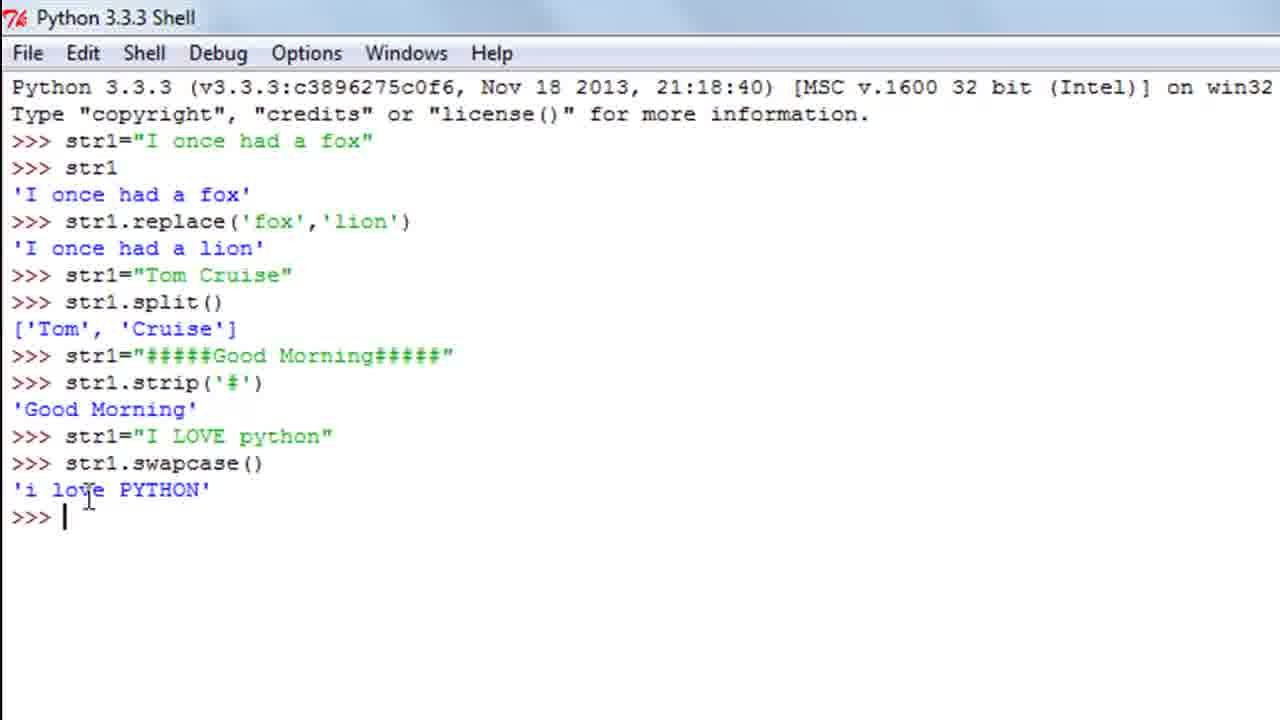 Python 3.3.3 Shell
File Edit Shell Debug Options Windows Help
Python 3.3.3 (v3.3.3:c3896275c0f6, Nov 18 2013, 21:18:40) [MSC v.1600 32 bit (Intel)] on win32
Type "copyright", "credits" or "license()" for more information.
>>> str1="I once had a fox"
>>> str1
'I once had a fox'
>>> str1.replace('fox','lion')
'I once had a lion'
>>> str1="Tom Cruise"
>>> str1.split()
['Tom', 'Cruise']
>>> str1="#####Good Morning#####"
>>> str1.strip('#')
'Good Morning'
>>> str1="I LOVE python"
>>> str1.swapcase()
'i love PYTHON'
>>>